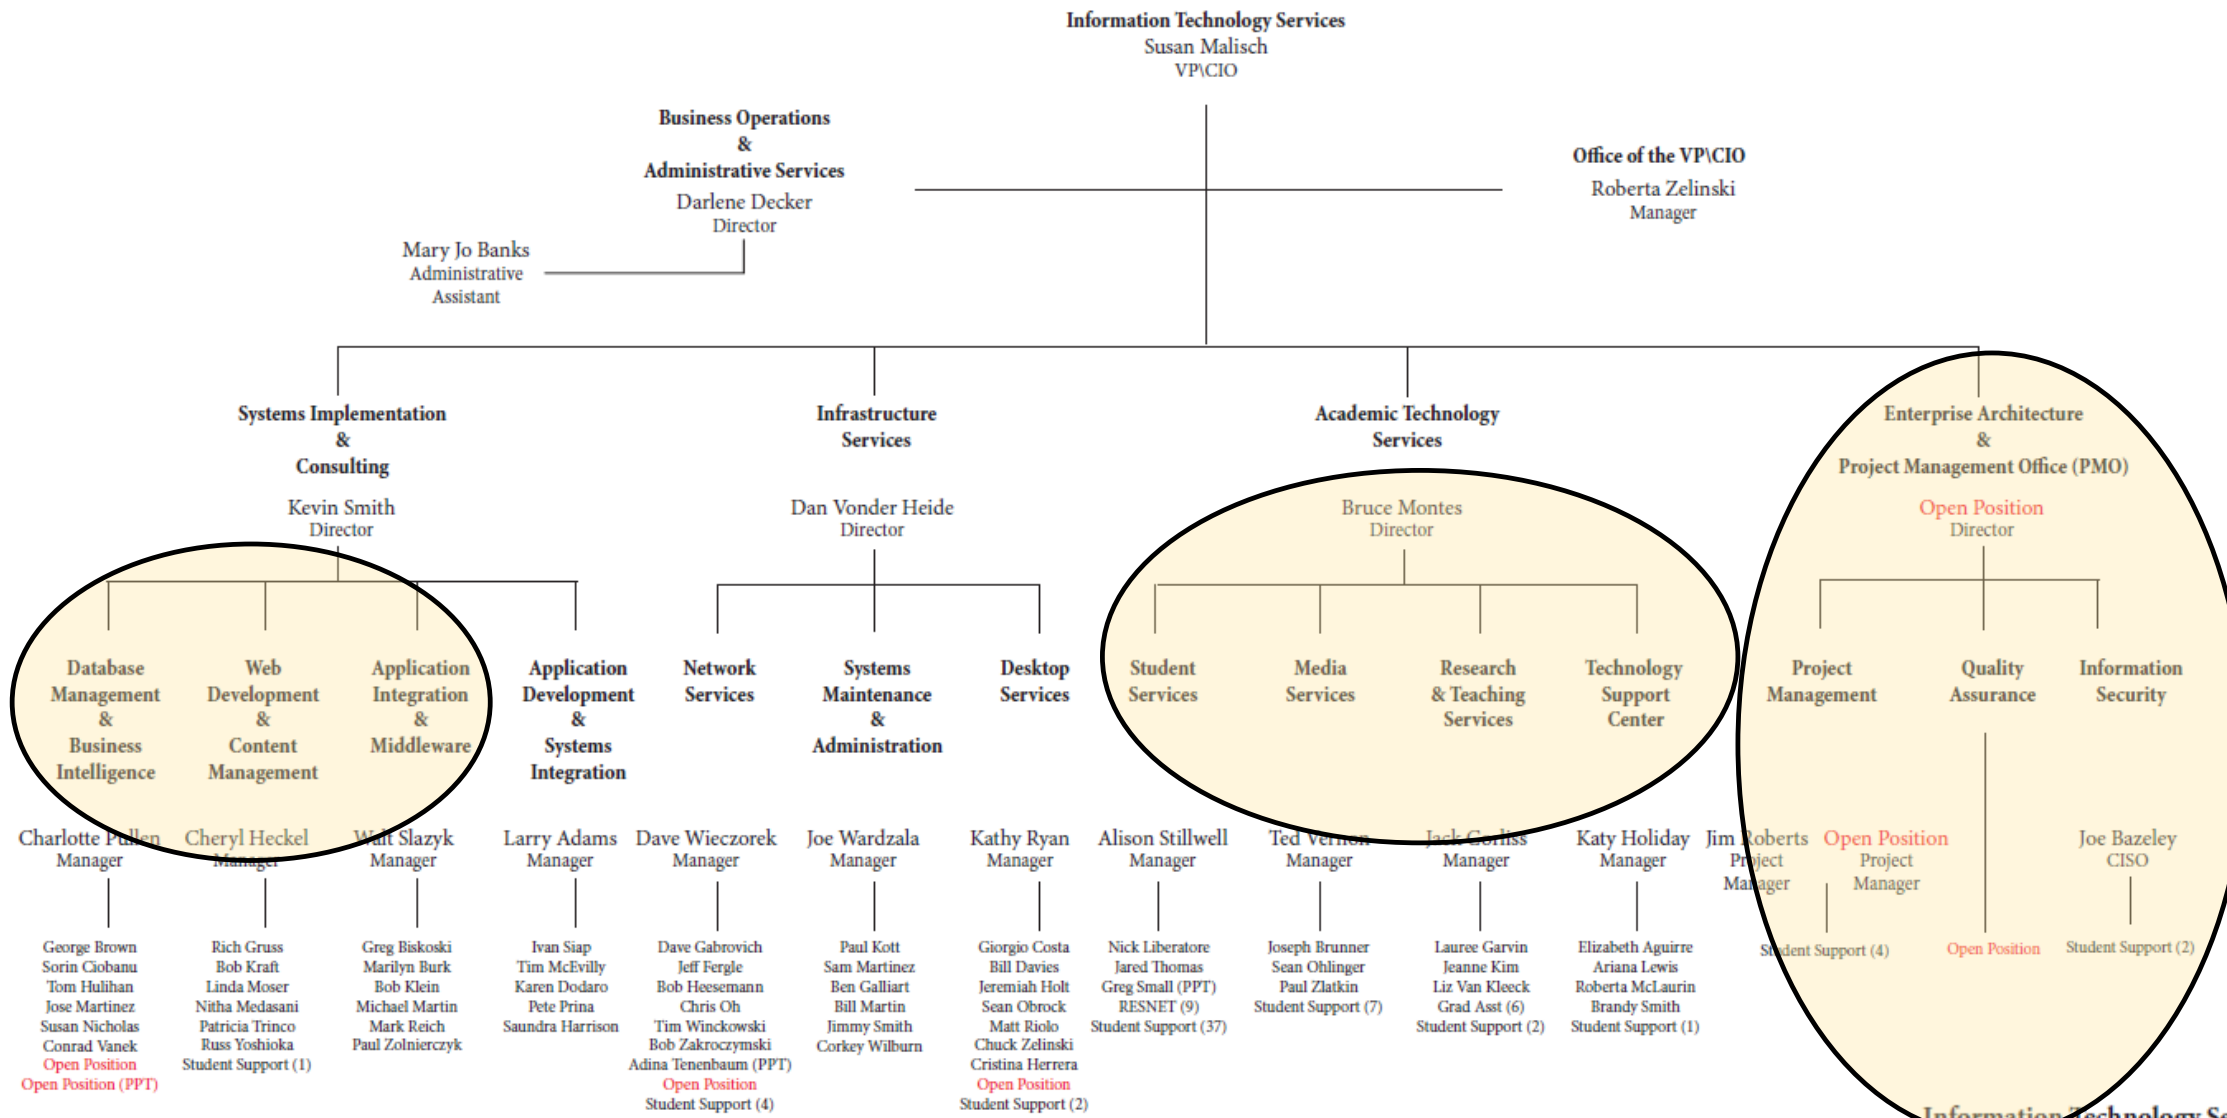 Information Technology Services
Susan Malisch
VP\CIO
Business Operations
&
Administrative Services
Darlene Decker
Director
Office of the VP\CIO
Roberta Zelinski
Manager
Mary Jo Banks
Administrative
Assistant
Systems Implementation
&
Consulting
Kevin Smith
Director
Infrastructure
Services
Dan Vonder Heide
Director
Academic Technology
Services
Bruce Montes
Director
Enterprise Architecture
&
Project Management Office (PMO)
Open Position
Director
Database
Management
&
Business
Intelligence
Charlotte Pullen
Manager
George Brown
Sorin Ciobanu
Tom Hulihan
Jose Martinez
Susan Nicholas
Conrad Vanek
Open Position
Open Position (PPT)
Web
Development
&
Content
Management
Cheryl Heckel
Manager
Rich Gruss
Bob Kraft
Linda Moser
Nitha Medasani
Patricia Trinco
Russ Yoshioka
Student Support (1)
Application
Integration
&
Middleware
Walt Slazyk
Manager
Greg Biskoski
Marilyn Burk
Bob Klein
Michael Martin
Mark Reich
Paul Zolnierczyk
Application
Development
&
Systems
Integration
Larry Adams
Manager
Ivan Siap
Tim McEvilly
Karen Dodaro
Pete Prina
Saundra Harrison
Network
Services
Dave Wieczorek
Manager
Dave Gabrovich
Jeff Fergle
Bob Heesemann
Chris Oh
Tim Winckowski
Bob Zakroczymski
Adina Tenenbaum (PPT)
Open Position
Student Support (4)
Systems
Maintenance
&
Administration
Joe Wardzala
Manager
Paul Kott
Sam Martinez
Ben Galliart
Bill Martin
Jimmy Smith
Corkey Wilburn
Desktop
Services
Kathy Ryan
Manager
Giorgio Costa
Bill Davies
Jeremiah Holt
Sean Obrock
Matt Riolo
Chuck Zelinski
Cristina Herrera
Open Position
Student Support (2)
Student
Services
Alison Stillwell
Manager
Nick Liberatore
Jared Thomas
Greg Small (PPT)
RESNET (9)
Student Support (37)
Media
Services
Ted Vernon
Manager
Joseph Brunner
Sean Ohlinger
Paul Zlatkin
Student Support (7)
Research
& Teaching
Services
Jack Corliss
Manager
Lauree Garvin
Jeanne Kim
Liz Van Kleeck
Grad Asst (6)
Student Support (2)
Technology
Support
Center
Katy Holiday
Manager
Elizabeth Aguirre
Ariana Lewis
Roberta McLaurin
Brandy Smith
Student Support (1)
Project
Management
Jim Roberts
Project
Manager
Open Position
Project
Manager
Student Support (4)
Quality
Assurance
Open Position
Information
Security
Joe Bazeley
CISO
Student Support (2)
Information Technology Se